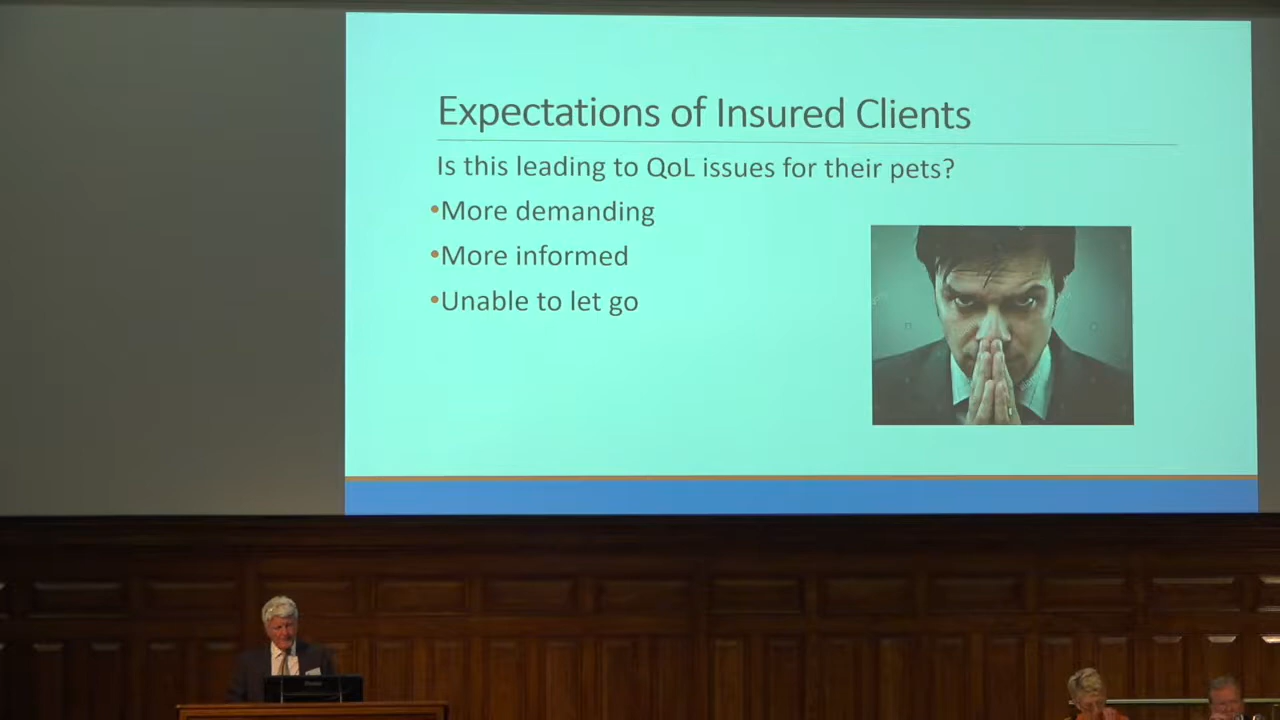 Expectations of Insured Clients
Is this leading to QoL issues for their pets?
•More demanding
•More informed
•Unable to let go